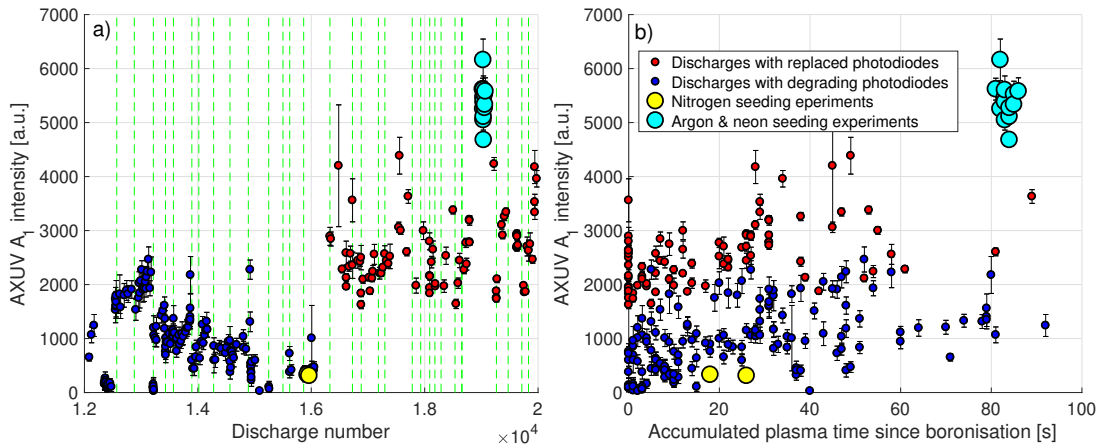 a)
7000
6000
5000
4000
3000
2000
1000
0
AXUV A1 intensity [a.u.]
1.2 1.4 1.6 1.8 2
×10^4
Discharge number
b)
Discharges with replaced photodiodes
Discharges with degrading photodiodes
Nitrogen seeding eperiments
Argon & neon seeding experiments
7000
6000
5000
4000
3000
2000
1000
0
AXUV A1 intensity [a.u.]
0 20 40 60 80 100
Accumulated plasma time since boronisation [s]